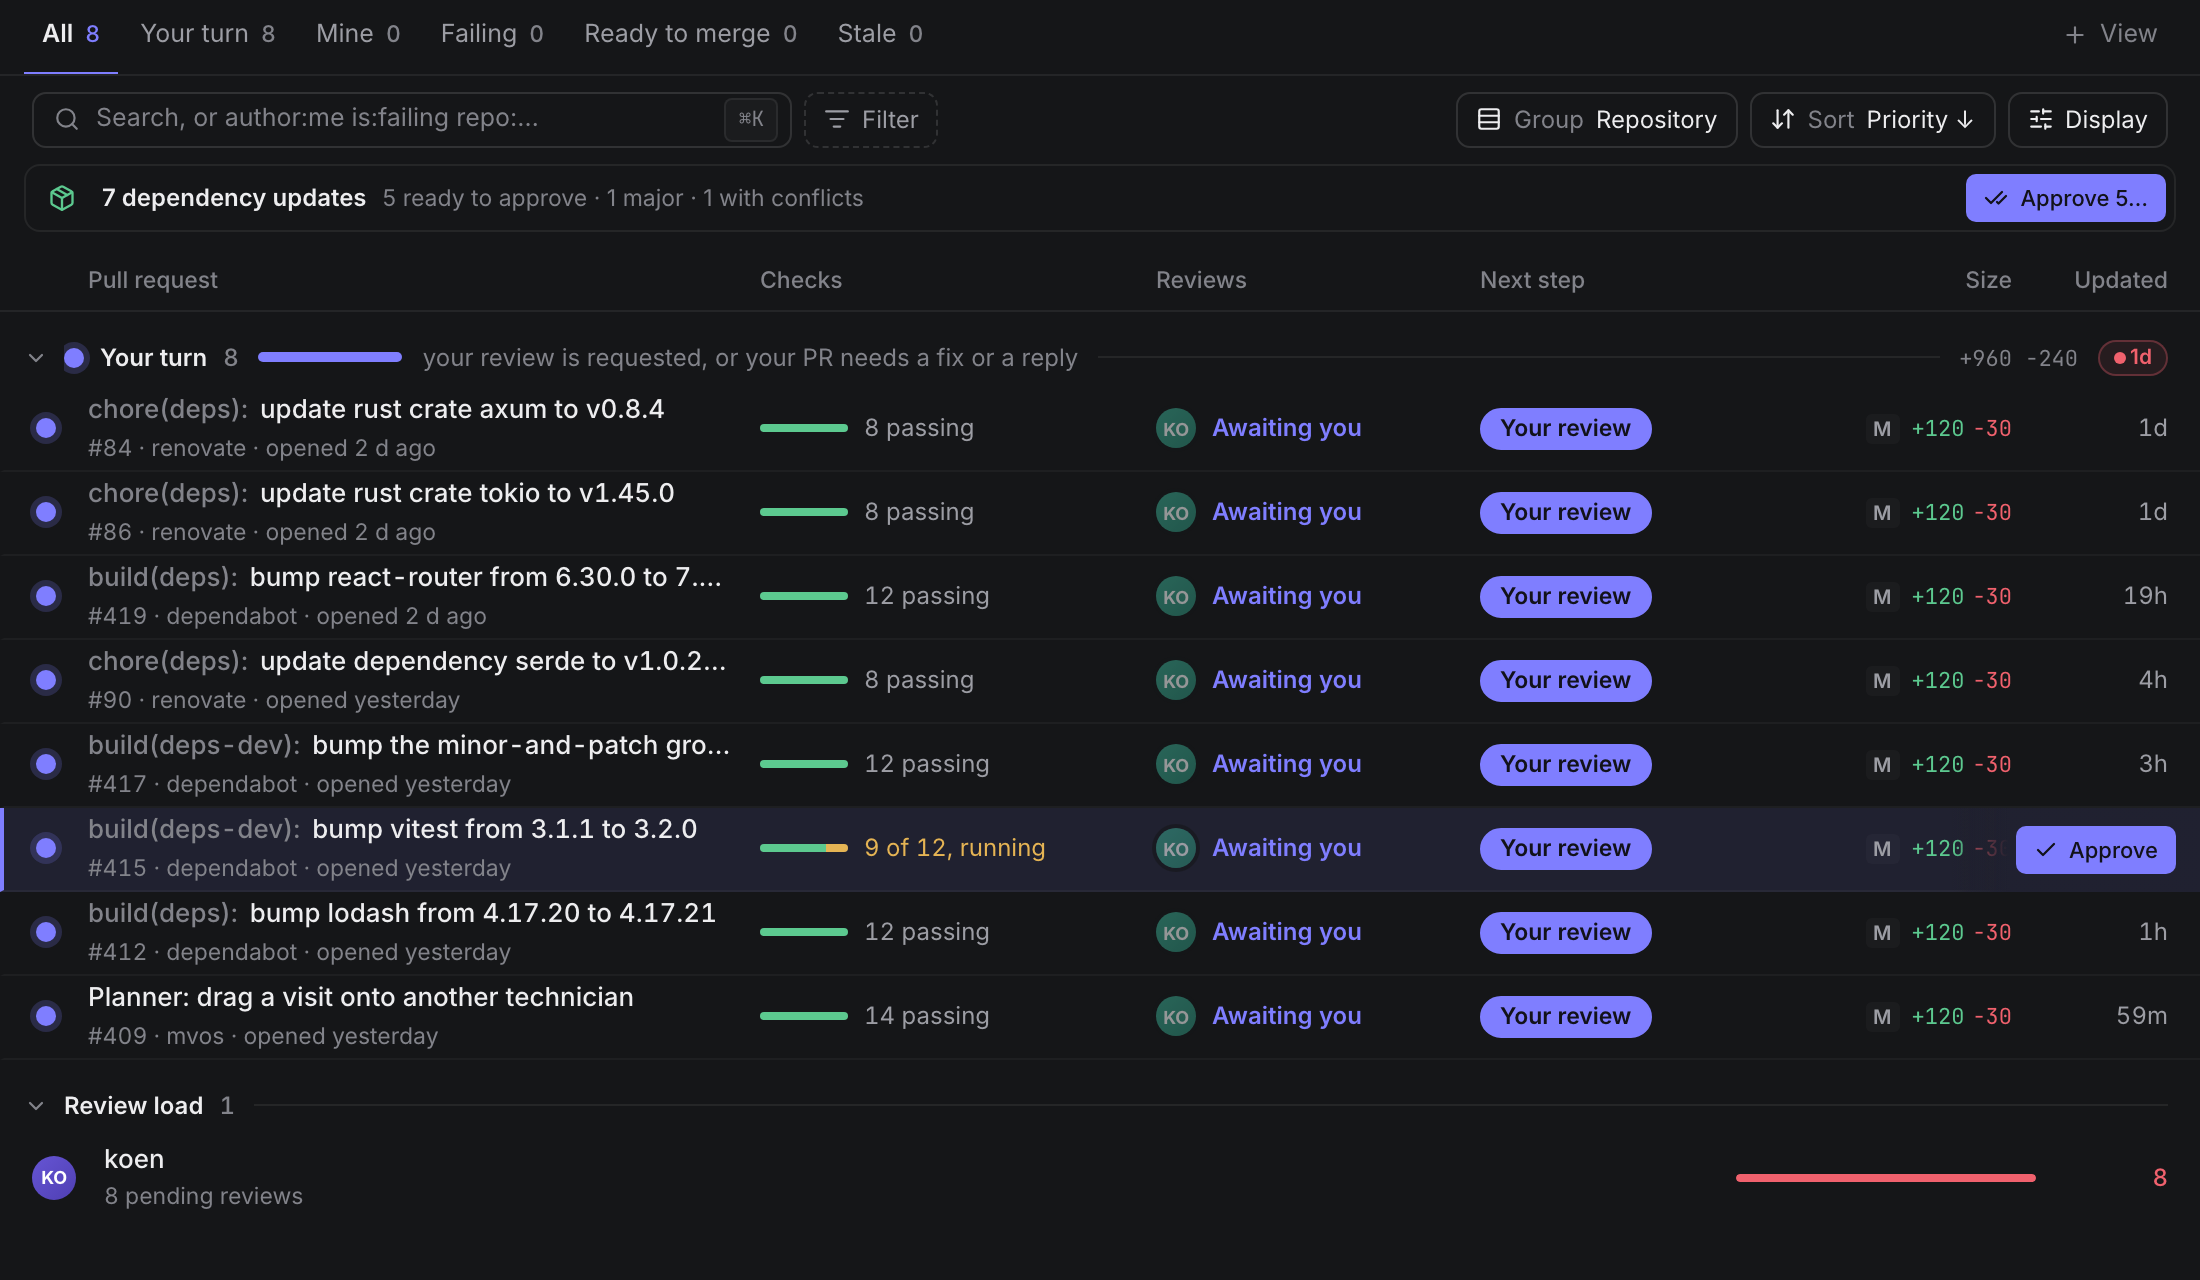 All 8 Your turn 8 Mine 0 Failing 0 Ready to merge 0 Stale 0 + View
Search, or author:me is:failing repo:... ⌘K Filter Group Repository Sort Priority ↓ Display
7 dependency updates 5 ready to approve · 1 major · 1 with conflicts Approve 5...
Pull request Checks Reviews Next step Size Updated
Your turn 8 your review is requested, or your PR needs a fix or a reply +960 -240 1d
chore(deps): update rust crate axum to v0.8.4
#84 · renovate · opened 2 d ago
8 passing KO Awaiting you Your review M +120 -30 1d
chore(deps): update rust crate tokio to v1.45.0
#86 · renovate · opened 2 d ago
8 passing KO Awaiting you Your review M +120 -30 1d
build(deps): bump react-router from 6.30.0 to 7....
#419 · dependabot · opened 2 d ago
12 passing KO Awaiting you Your review M +120 -30 19h
chore(deps): update dependency serde to v1.0.2...
#90 · renovate · opened yesterday
8 passing KO Awaiting you Your review M +120 -30 4h
build(deps-dev): bump the minor-and-patch gro...
#417 · dependabot · opened yesterday
12 passing KO Awaiting you Your review M +120 -30 3h
build(deps-dev): bump vitest from 3.1.1 to 3.2.0
#415 · dependabot · opened yesterday
9 of 12, running KO Awaiting you Your review M +120 -30 Approve
build(deps): bump lodash from 4.17.20 to 4.17.21
#412 · dependabot · opened yesterday
12 passing KO Awaiting you Your review M +120 -30 1h
Planner: drag a visit onto another technician
#409 · mvos · opened yesterday
14 passing KO Awaiting you Your review M +120 -30 59m
Review load 1
KO koen
8 pending reviews
8